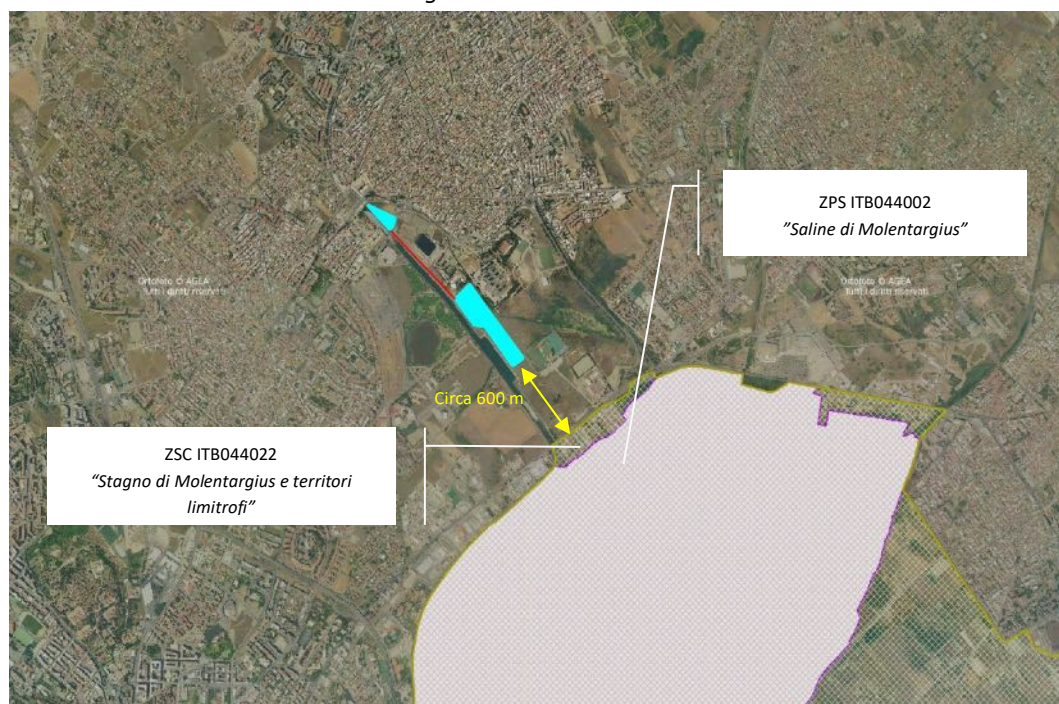 ZPS ITB044002
”Saline di Molentargius”
Ortofoto © AGEA
Tutti i diritti riservati
Ortofoto © AGEA
Tutti i diritti riservati
Circa 600 m
ZSC ITB044022
“Stagno di Molentargius e territori
limitrofi”